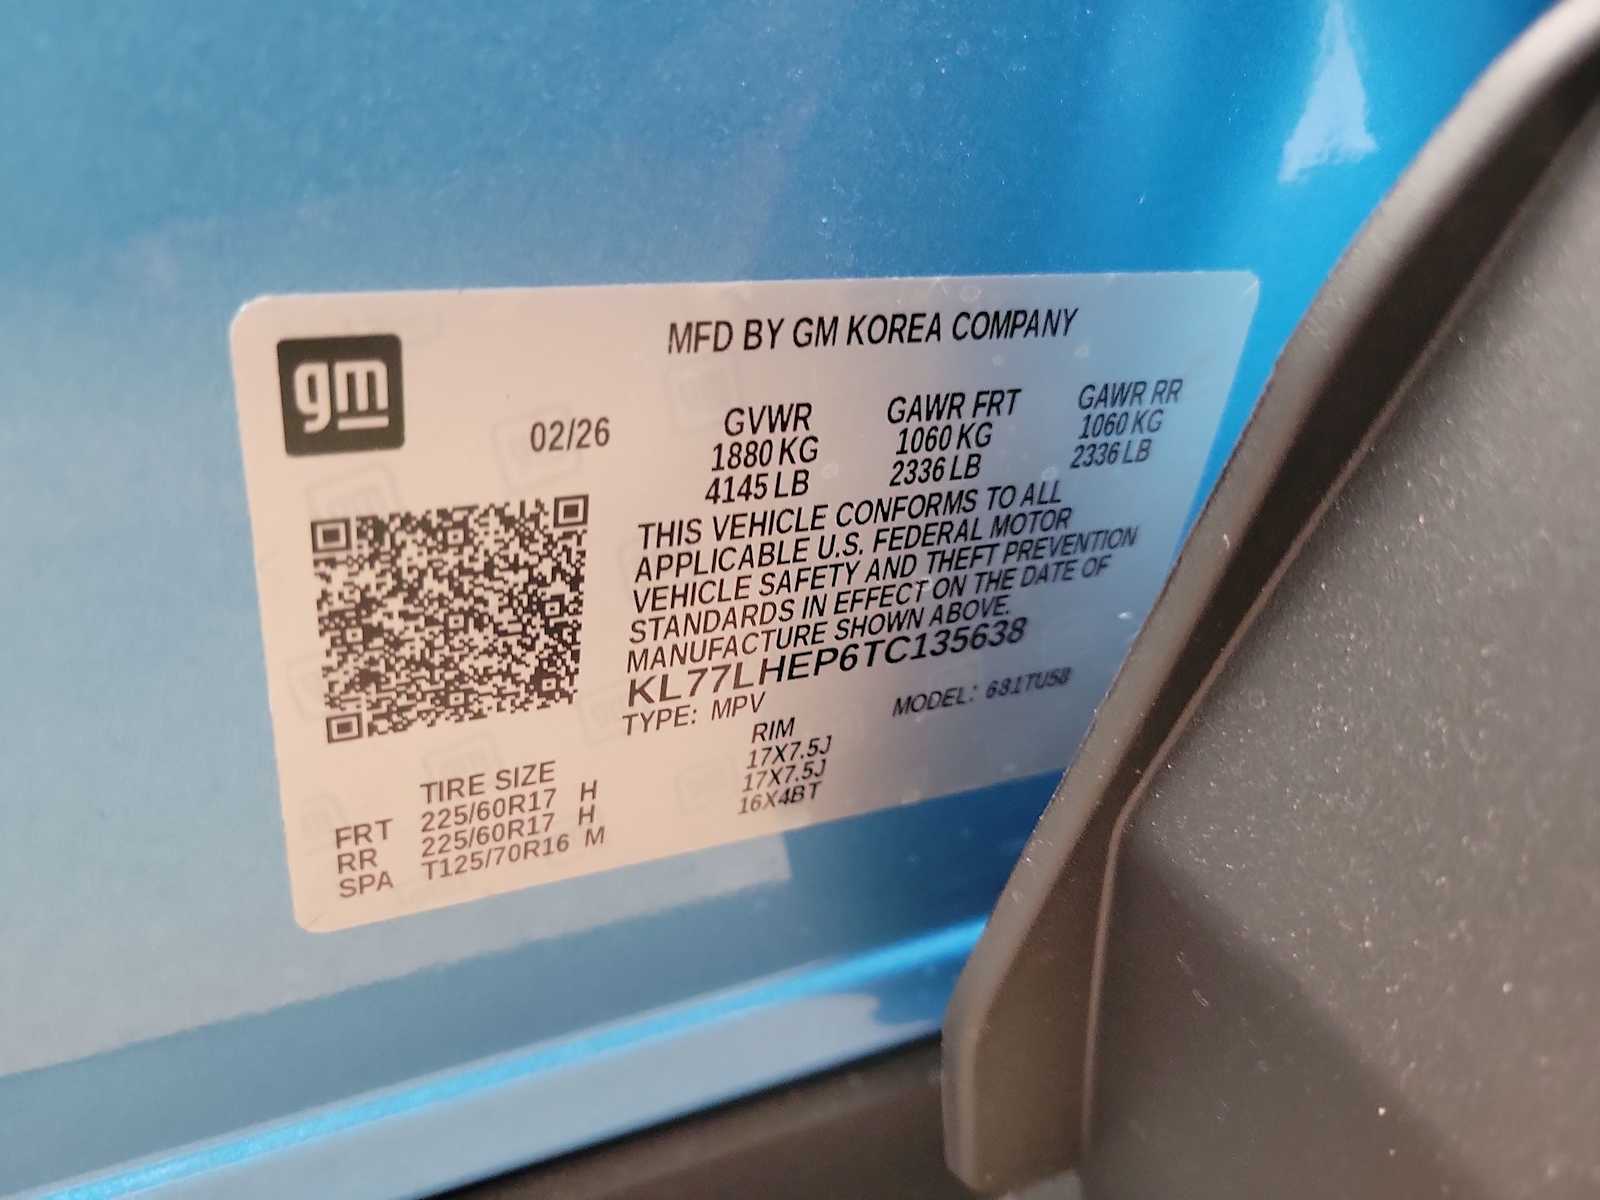 gm
MFD BY GM KOREA COMPANY
02/26
GVWR GAWR FRT GAWR RR
1880 KG 1060 KG 1060 KG
4145 LB 2336 LB 2336 LB
THIS VEHICLE CONFORMS TO ALL
APPLICABLE U.S. FEDERAL MOTOR
VEHICLE SAFETY AND THEFT PREVENTION
STANDARDS IN EFFECT ON THE DATE OF
MANUFACTURE SHOWN ABOVE.
KL77LHEP6TC135638
TYPE: MPV MODEL:
TIRE SIZE RIM
FRT 225/60R17 H 17X7.5J
RR 225/60R17 H 17X7.5J
SPA T125/70R16 M 16X4BT